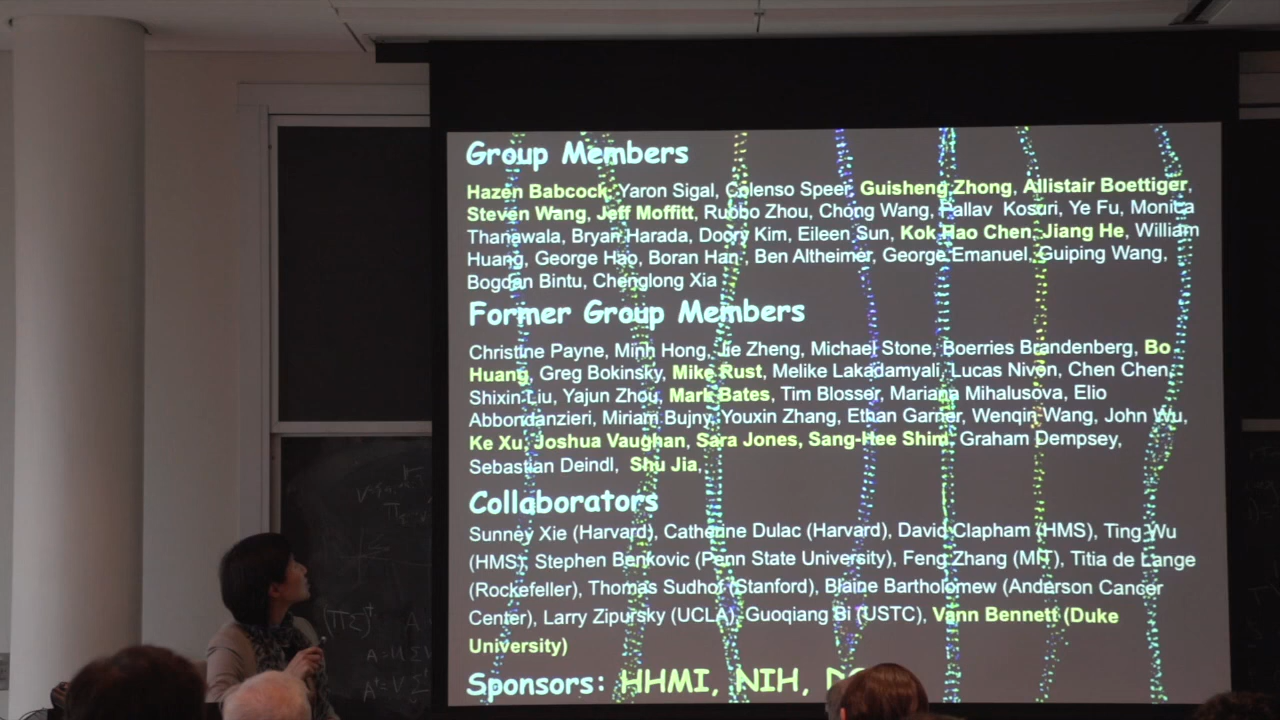 Group Members
Hazen Babcock, Yaron Sigal, Colenso Speer, Guisheng Zhong, Allistair Boettiger,
Steven Wang, Jeff Moffitt, Ruobo Zhou, Chong Wang, Pallav Kosuri, Ye Fu, Monica
Thanawala, Bryan Harada, Doory Kim, Eileen Sun, Kok Hao Chen, Jiang He, William
Huang, George Hao, Boran Han, Ben Altheimer, George Emanuel, Guiping Wang,
Bogdan Bintu, Chenglong Xia
Former Group Members
Christine Payne, Minh Hong, Jie Zheng, Michael Stone, Boerries Brandenberg, Bo
Huang, Greg Bokinsky, Mike Rust, Melike Lakadamyali, Lucas Nivon, Chen Chen,
Shixin Liu, Yajun Zhou, Mark Bates, Tim Blosser, Mariana Mihalusova, Elio
Abbondanzieri, Miriam Bujny, Youxin Zhang, Ethan Garner, Wenqin Wang, John Wu,
Ke Xu, Joshua Vaughan, Sara Jones, Sang-Hee Shim, Graham Dempsey,
Sebastian Deindl, Shu Jia,
Collaborators
Sunney Xie (Harvard), Catherine Dulac (Harvard), David Clapham (HMS), Ting Wu
(HMS), Stephen Benkovic (Penn State University), Feng Zhang (MIT), Titia de Lange
(Rockefeller), Thomas Sudhof (Stanford), Blaine Bartholomew (Anderson Cancer
Center), Larry Zipursky (UCLA), Guoqiang Bi (USTC), Vann Bennett (Duke
University)
Sponsors: HHMI, NIH,